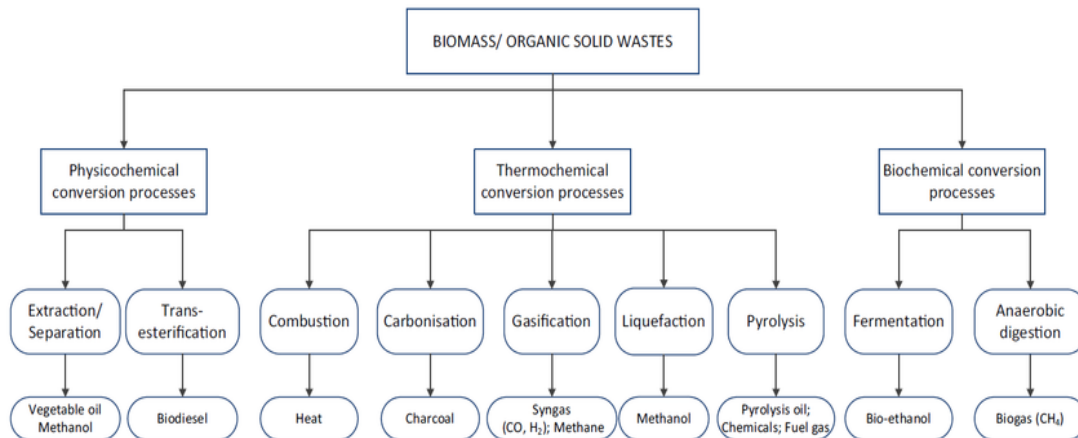 BIOMASS/ ORGANIC SOLID WASTES
Physicochemical
conversion processes
Thermochemical
conversion processes
Biochemical conversion
processes
Extraction/
Separation
Trans-
esterification
Combustion
Carbonisation
Gasification
Liquefaction
Pyrolysis
Fermentation
Anaerobic
digestion
Vegetable oil
Methanol
Biodiesel
Heat
Charcoal
Syngas
(CO, H₂); Methane
Methanol
Pyrolysis oil;
Chemicals; Fuel gas
Bio-ethanol
Biogas (CH₄)